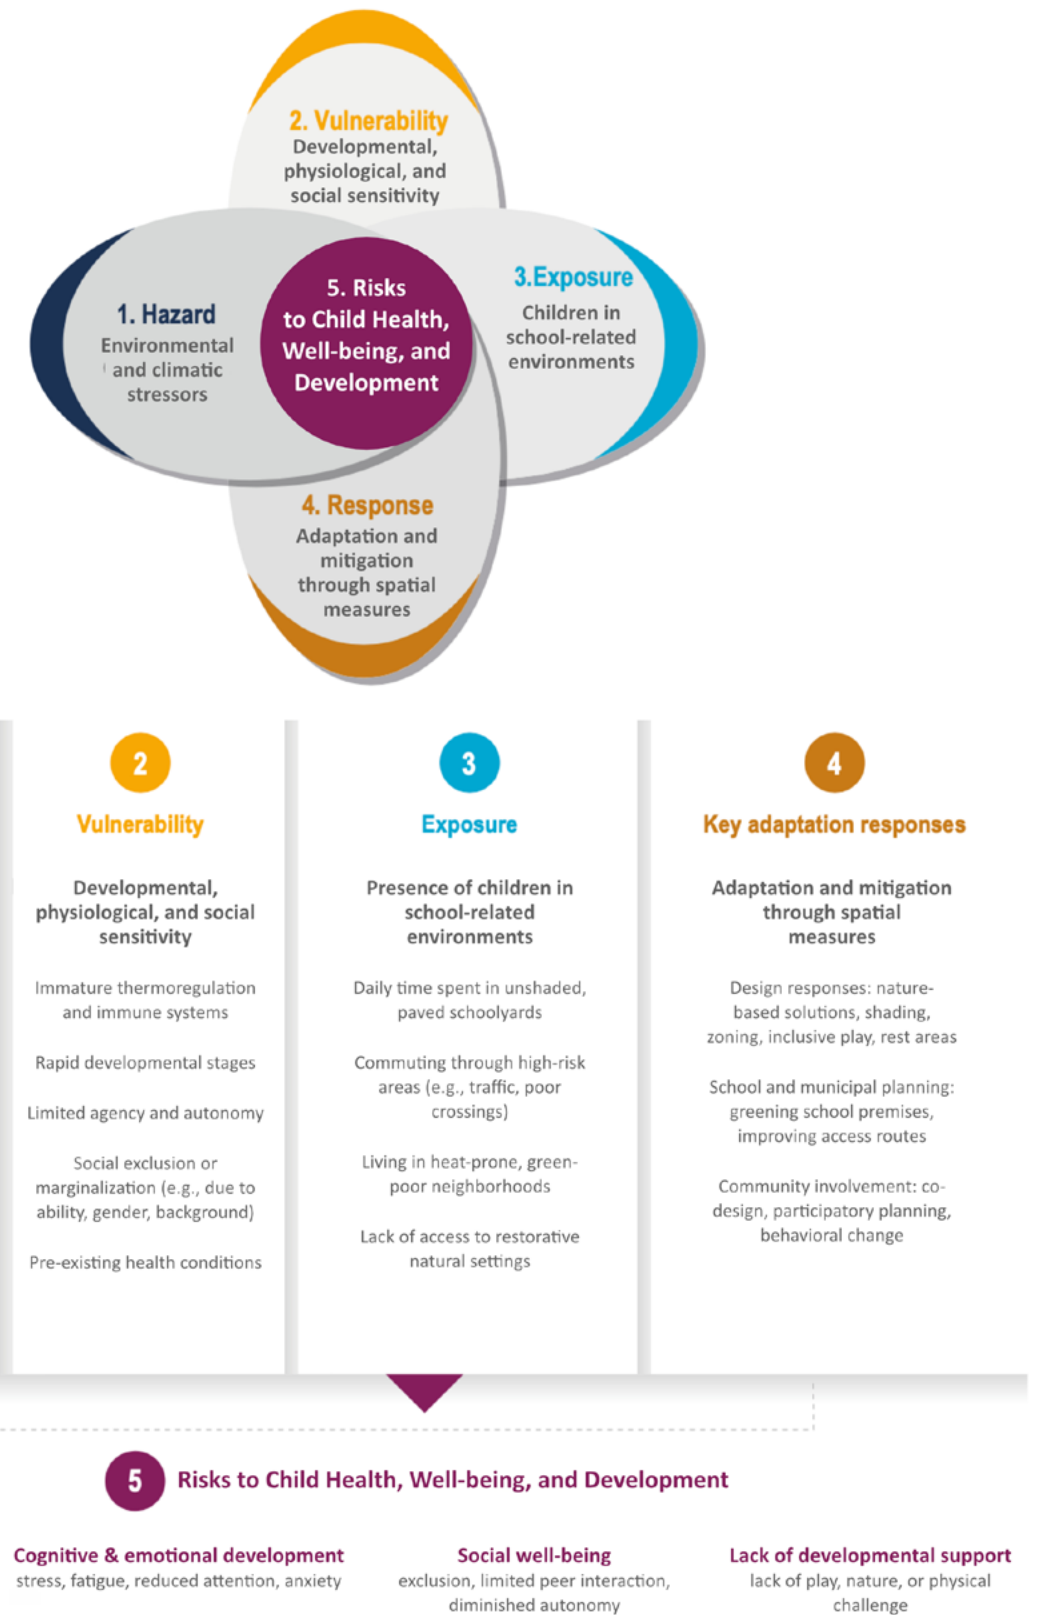 2. Vulnerability
Developmental,
physiological, and
social sensitivity
1. Hazard
Environmental
and climatic
stressors
5. Risks
to Child Health,
Well-being, and
Development
3.Exposure
Children in
school-related
environments
4. Response
Adaptation and
mitigation
through spatial
measures
2
Vulnerability
Developmental,
physiological, and social
sensitivity
Immature thermoregulation
and immune systems
Rapid developmental stages
Limited agency and autonomy
Social exclusion or
marginalization (e.g., due to
ability, gender, background)
Pre-existing health conditions
3
Exposure
Presence of children in
school-related
environments
Daily time spent in unshaded,
paved schoolyards
Commuting through high-risk
areas (e.g., traffic, poor
crossings)
Living in heat-prone, green-
poor neighborhoods
Lack of access to restorative
natural settings
4
Key adaptation responses
Adaptation and mitigation
through spatial
measures
Design responses: nature-
based solutions, shading,
zoning, inclusive play, rest areas
School and municipal planning:
greening school premises,
improving access routes
Community involvement: co-
design, participatory planning,
behavioral change
5
Risks to Child Health, Well-being, and Development
Cognitive & emotional development
stress, fatigue, reduced attention, anxiety
Social well-being
exclusion, limited peer interaction,
diminished autonomy
Lack of developmental support
lack of play, nature, or physical
challenge